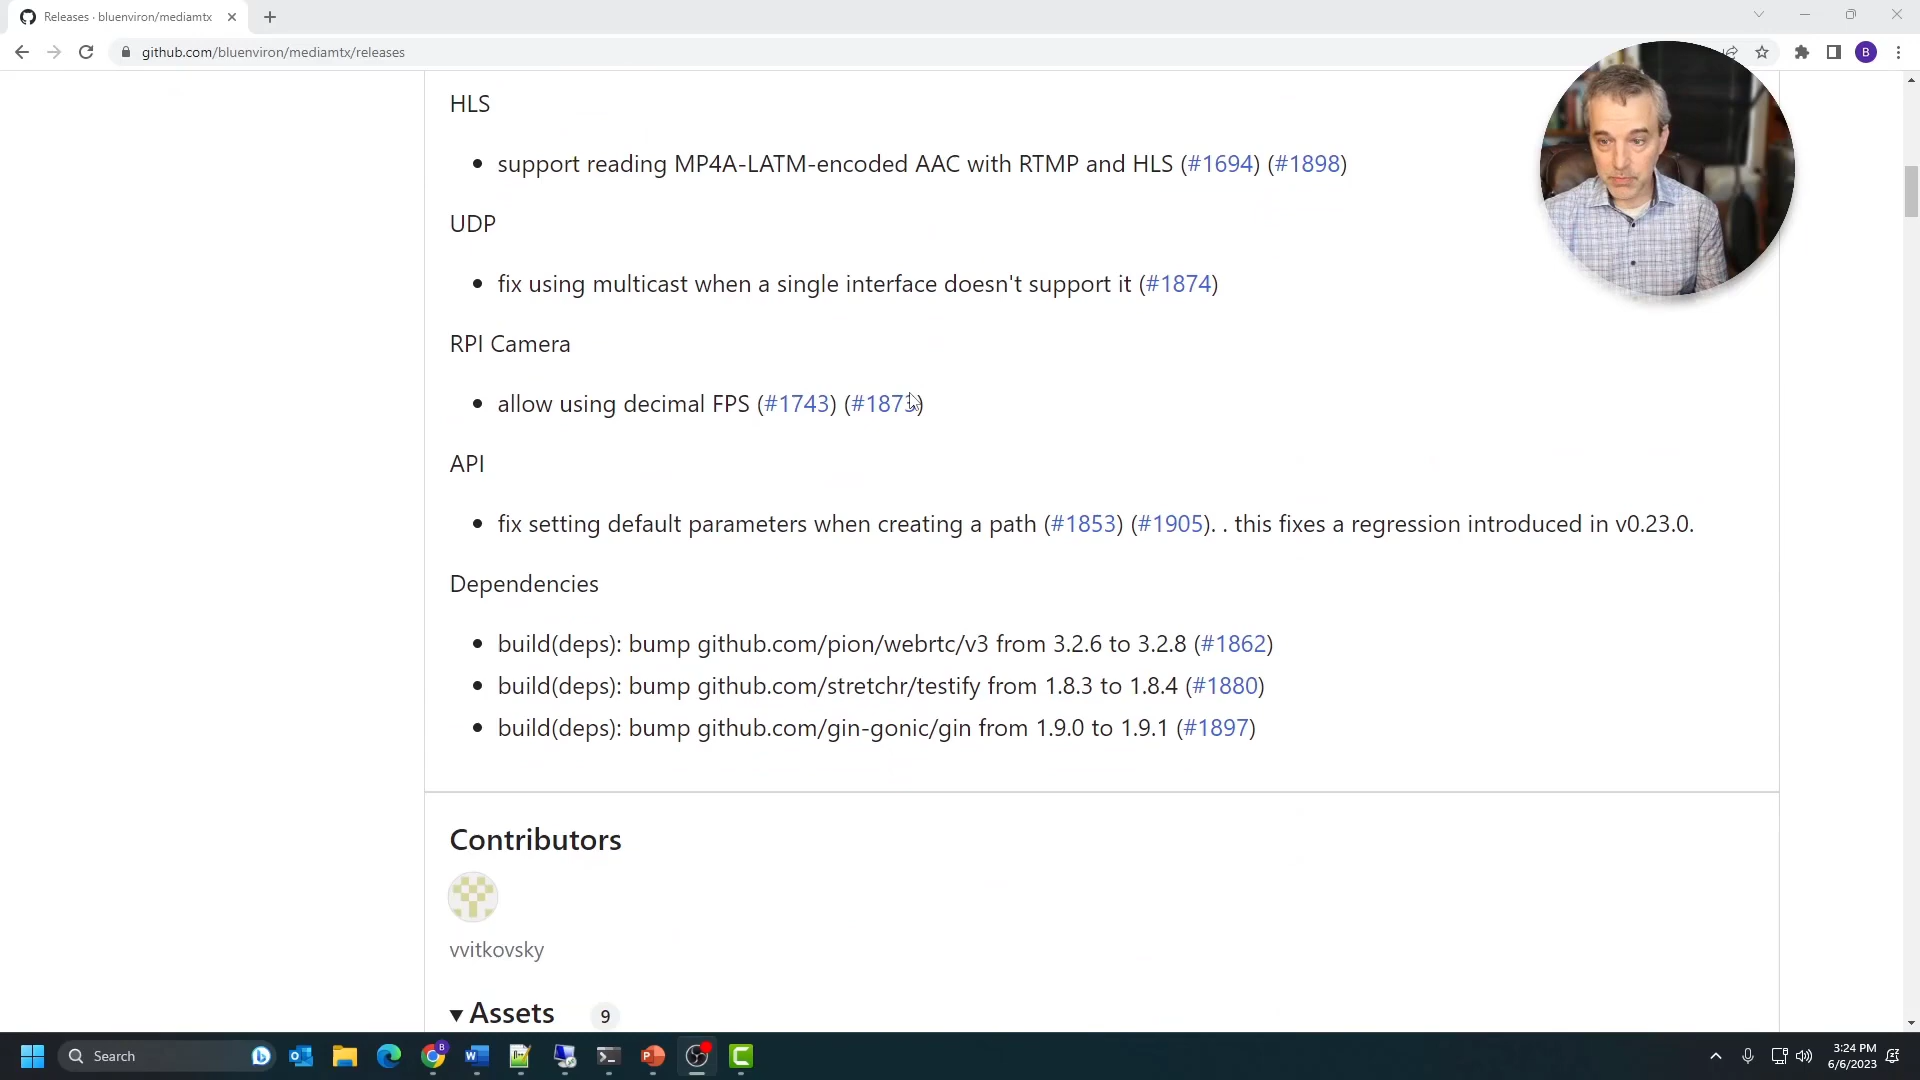 Releases · bluenviron/mediamtx
github.com/bluenviron/mediamtx/releases
B
HLS
support reading MP4A-LATM-encoded AAC with RTMP and HLS (#1694) (#1898)
UDP
fix using multicast when a single interface doesn't support it (#1874)
RPI Camera
allow using decimal FPS (#1743) (#1873)
API
fix setting default parameters when creating a path (#1853) (#1905). . this fixes a regression introduced in v0.23.0.
Dependencies
build(deps): bump github.com/pion/webrtc/v3 from 3.2.6 to 3.2.8 (#1862)
build(deps): bump github.com/stretchr/testify from 1.8.3 to 1.8.4 (#1880)
build(deps): bump github.com/gin-gonic/gin from 1.9.0 to 1.9.1 (#1897)
Contributors
vvitkovsky
Assets 9
Search
B
3:24 PM
6/6/2023